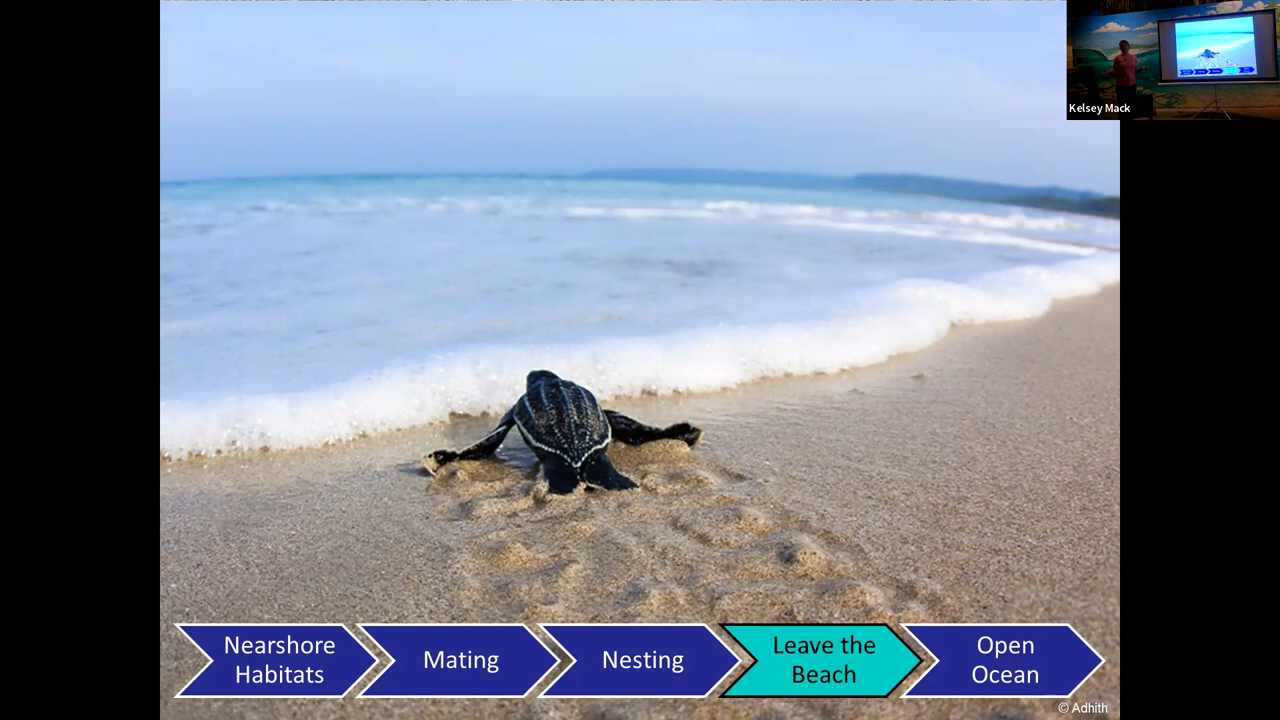 Kelsey Mack
Nearshore
Habitats
Mating
Nesting
Leave the
Beach
Open
Ocean
© Adhith